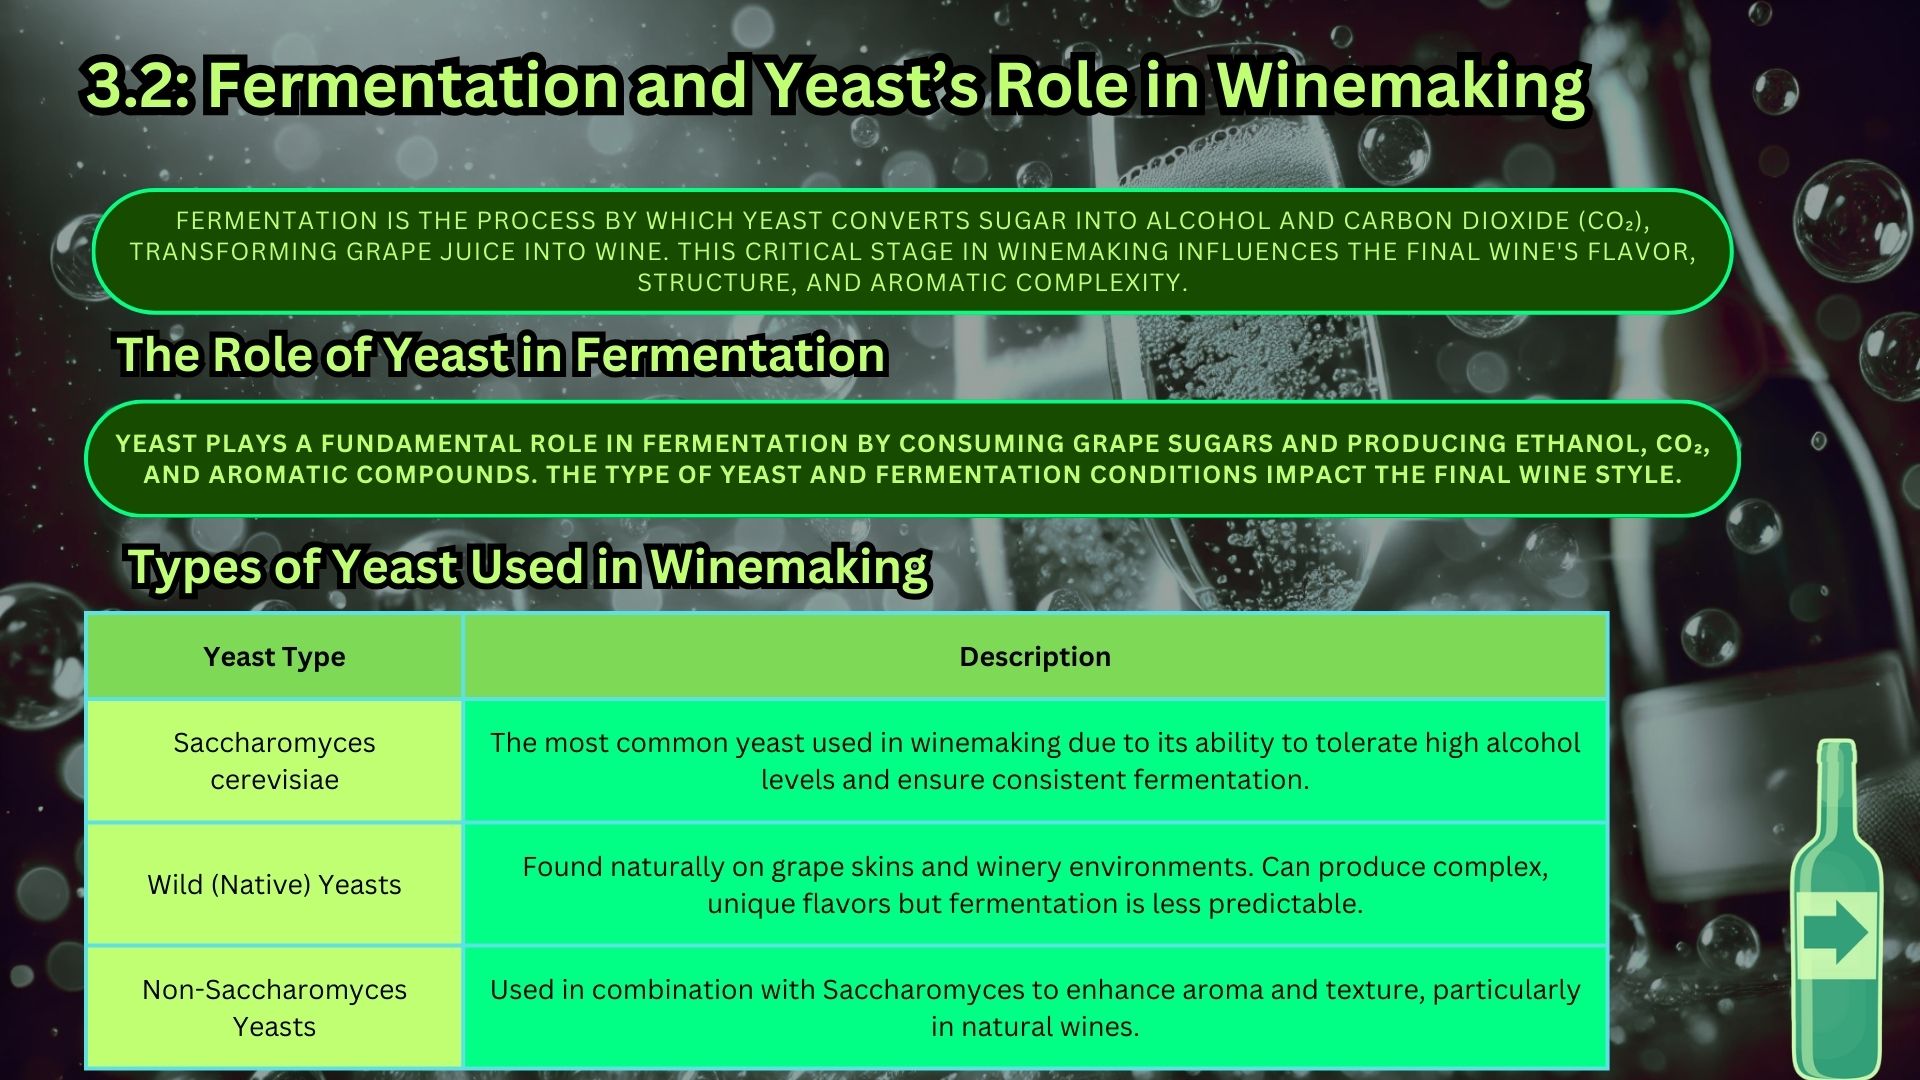 3.2: Fermentation and Yeast’s Role in Winemaking
FERMENTATION IS THE PROCESS BY WHICH YEAST CONVERTS SUGAR INTO ALCOHOL AND CARBON DIOXIDE (CO₂),
TRANSFORMING GRAPE JUICE INTO WINE. THIS CRITICAL STAGE IN WINEMAKING INFLUENCES THE FINAL WINE'S FLAVOR,
STRUCTURE, AND AROMATIC COMPLEXITY.
The Role of Yeast in Fermentation
YEAST PLAYS A FUNDAMENTAL ROLE IN FERMENTATION BY CONSUMING GRAPE SUGARS AND PRODUCING ETHANOL, CO₂,
AND AROMATIC COMPOUNDS. THE TYPE OF YEAST AND FERMENTATION CONDITIONS IMPACT THE FINAL WINE STYLE.
Types of Yeast Used in Winemaking
Yeast Type
Description
Saccharomyces
cerevisiae
The most common yeast used in winemaking due to its ability to tolerate high alcohol
levels and ensure consistent fermentation.
Wild (Native) Yeasts
Found naturally on grape skins and winery environments. Can produce complex,
unique flavors but fermentation is less predictable.
Non-Saccharomyces
Yeasts
Used in combination with Saccharomyces to enhance aroma and texture, particularly
in natural wines.